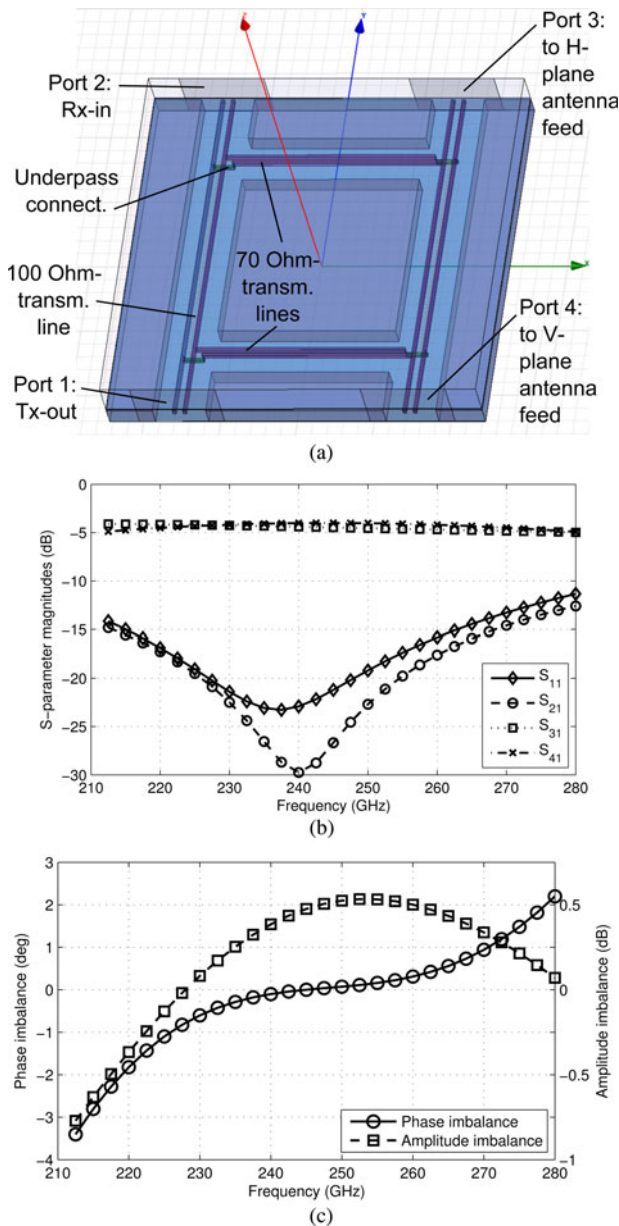 Port 3:
to H-
plane
antenna
feed
Port 2:
Rx-in
Underpass
connect.
100 Ohm-
transm.
line
70 Ohm-
transm.
lines
Port 1:
Tx-out
Port 4:
to V-
plane
antenna
feed
Z
Y
X
(a)
S-parameter magnitudes (dB)
0
−5
−10
−15
−20
−25
−30
210 220 230 240 250 260 270 280
Frequency (GHz)
S11
S21
S31
S41
(b)
Phase imbalance (deg)
3
2
1
0
−1
−2
−3
−4
210 220 230 240 250 260 270 280
Frequency (GHz)
Amplitude imbalance (dB)
0.5
0
−0.5
−1
Phase imbalance
Amplitude imbalance
(c)